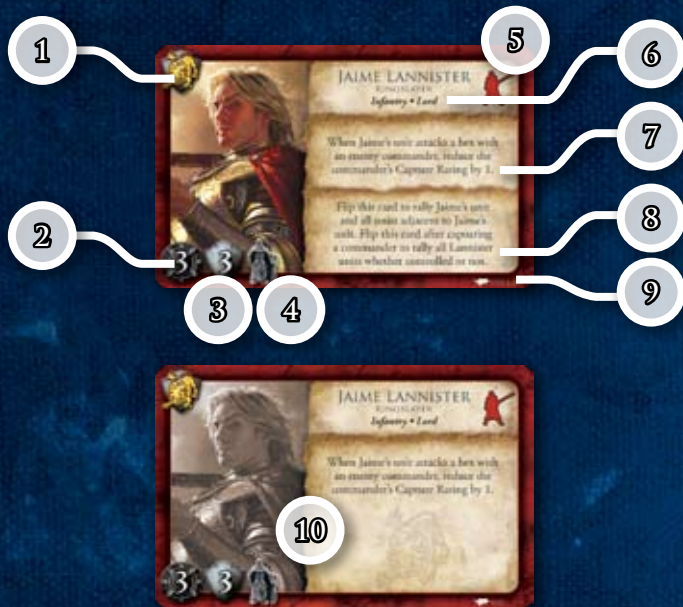 1
5
JAIME LANNISTER
KINGSLAYER
Infantry • Lord
6
When Jaime's unit attacks a hex with
an enemy commander, reduce the
commander's Capture Rating by 1.
7
Flip this card to rally Jaime's unit
and all units adjacent to Jaime's
unit. Flip this card after capturing
a commander to rally all Lannister
units whether controlled or not.
8
2
3 3
3
4
9
JAIME LANNISTER
KINGSLAYER
Infantry • Lord
When Jaime's unit attacks a hex with
an enemy commander, reduce the
commander's Capture Rating by 1.
10
3 3